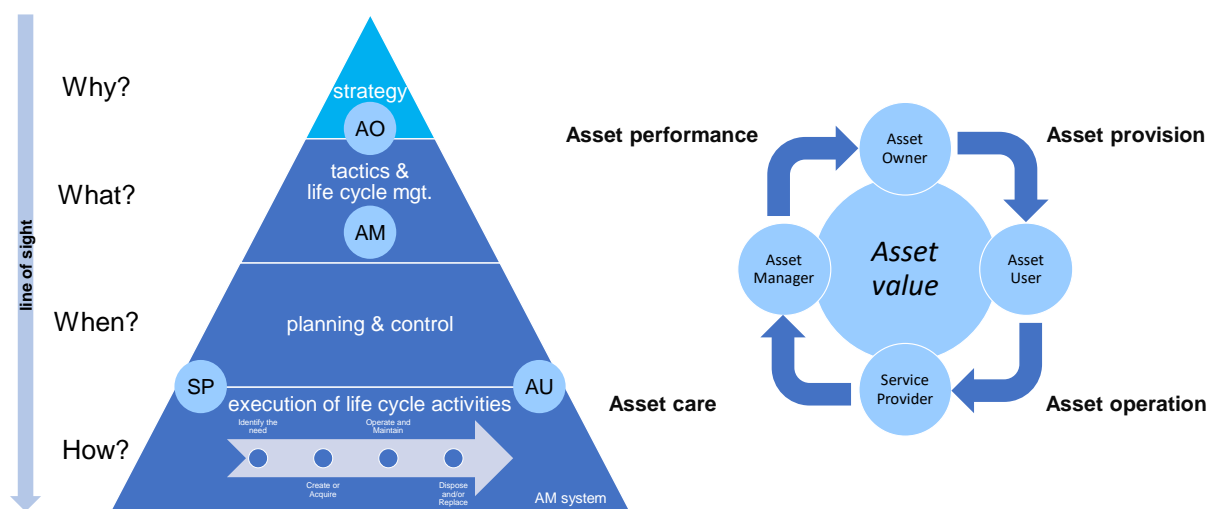 line of sight
Why?
What?
When?
How?
strategy
AO
tactics &
life cycle mgt.
AM
planning & control
SP
AU
execution of life cycle activities
Identify the
need
Operate and
Maintain
Create or
Acquire
Dispose
and/or
Replace
AM system
Asset performance
Asset provision
Asset
Owner
Asset
Manager
Asset
value
Asset
User
Service
Provider
Asset care
Asset operation